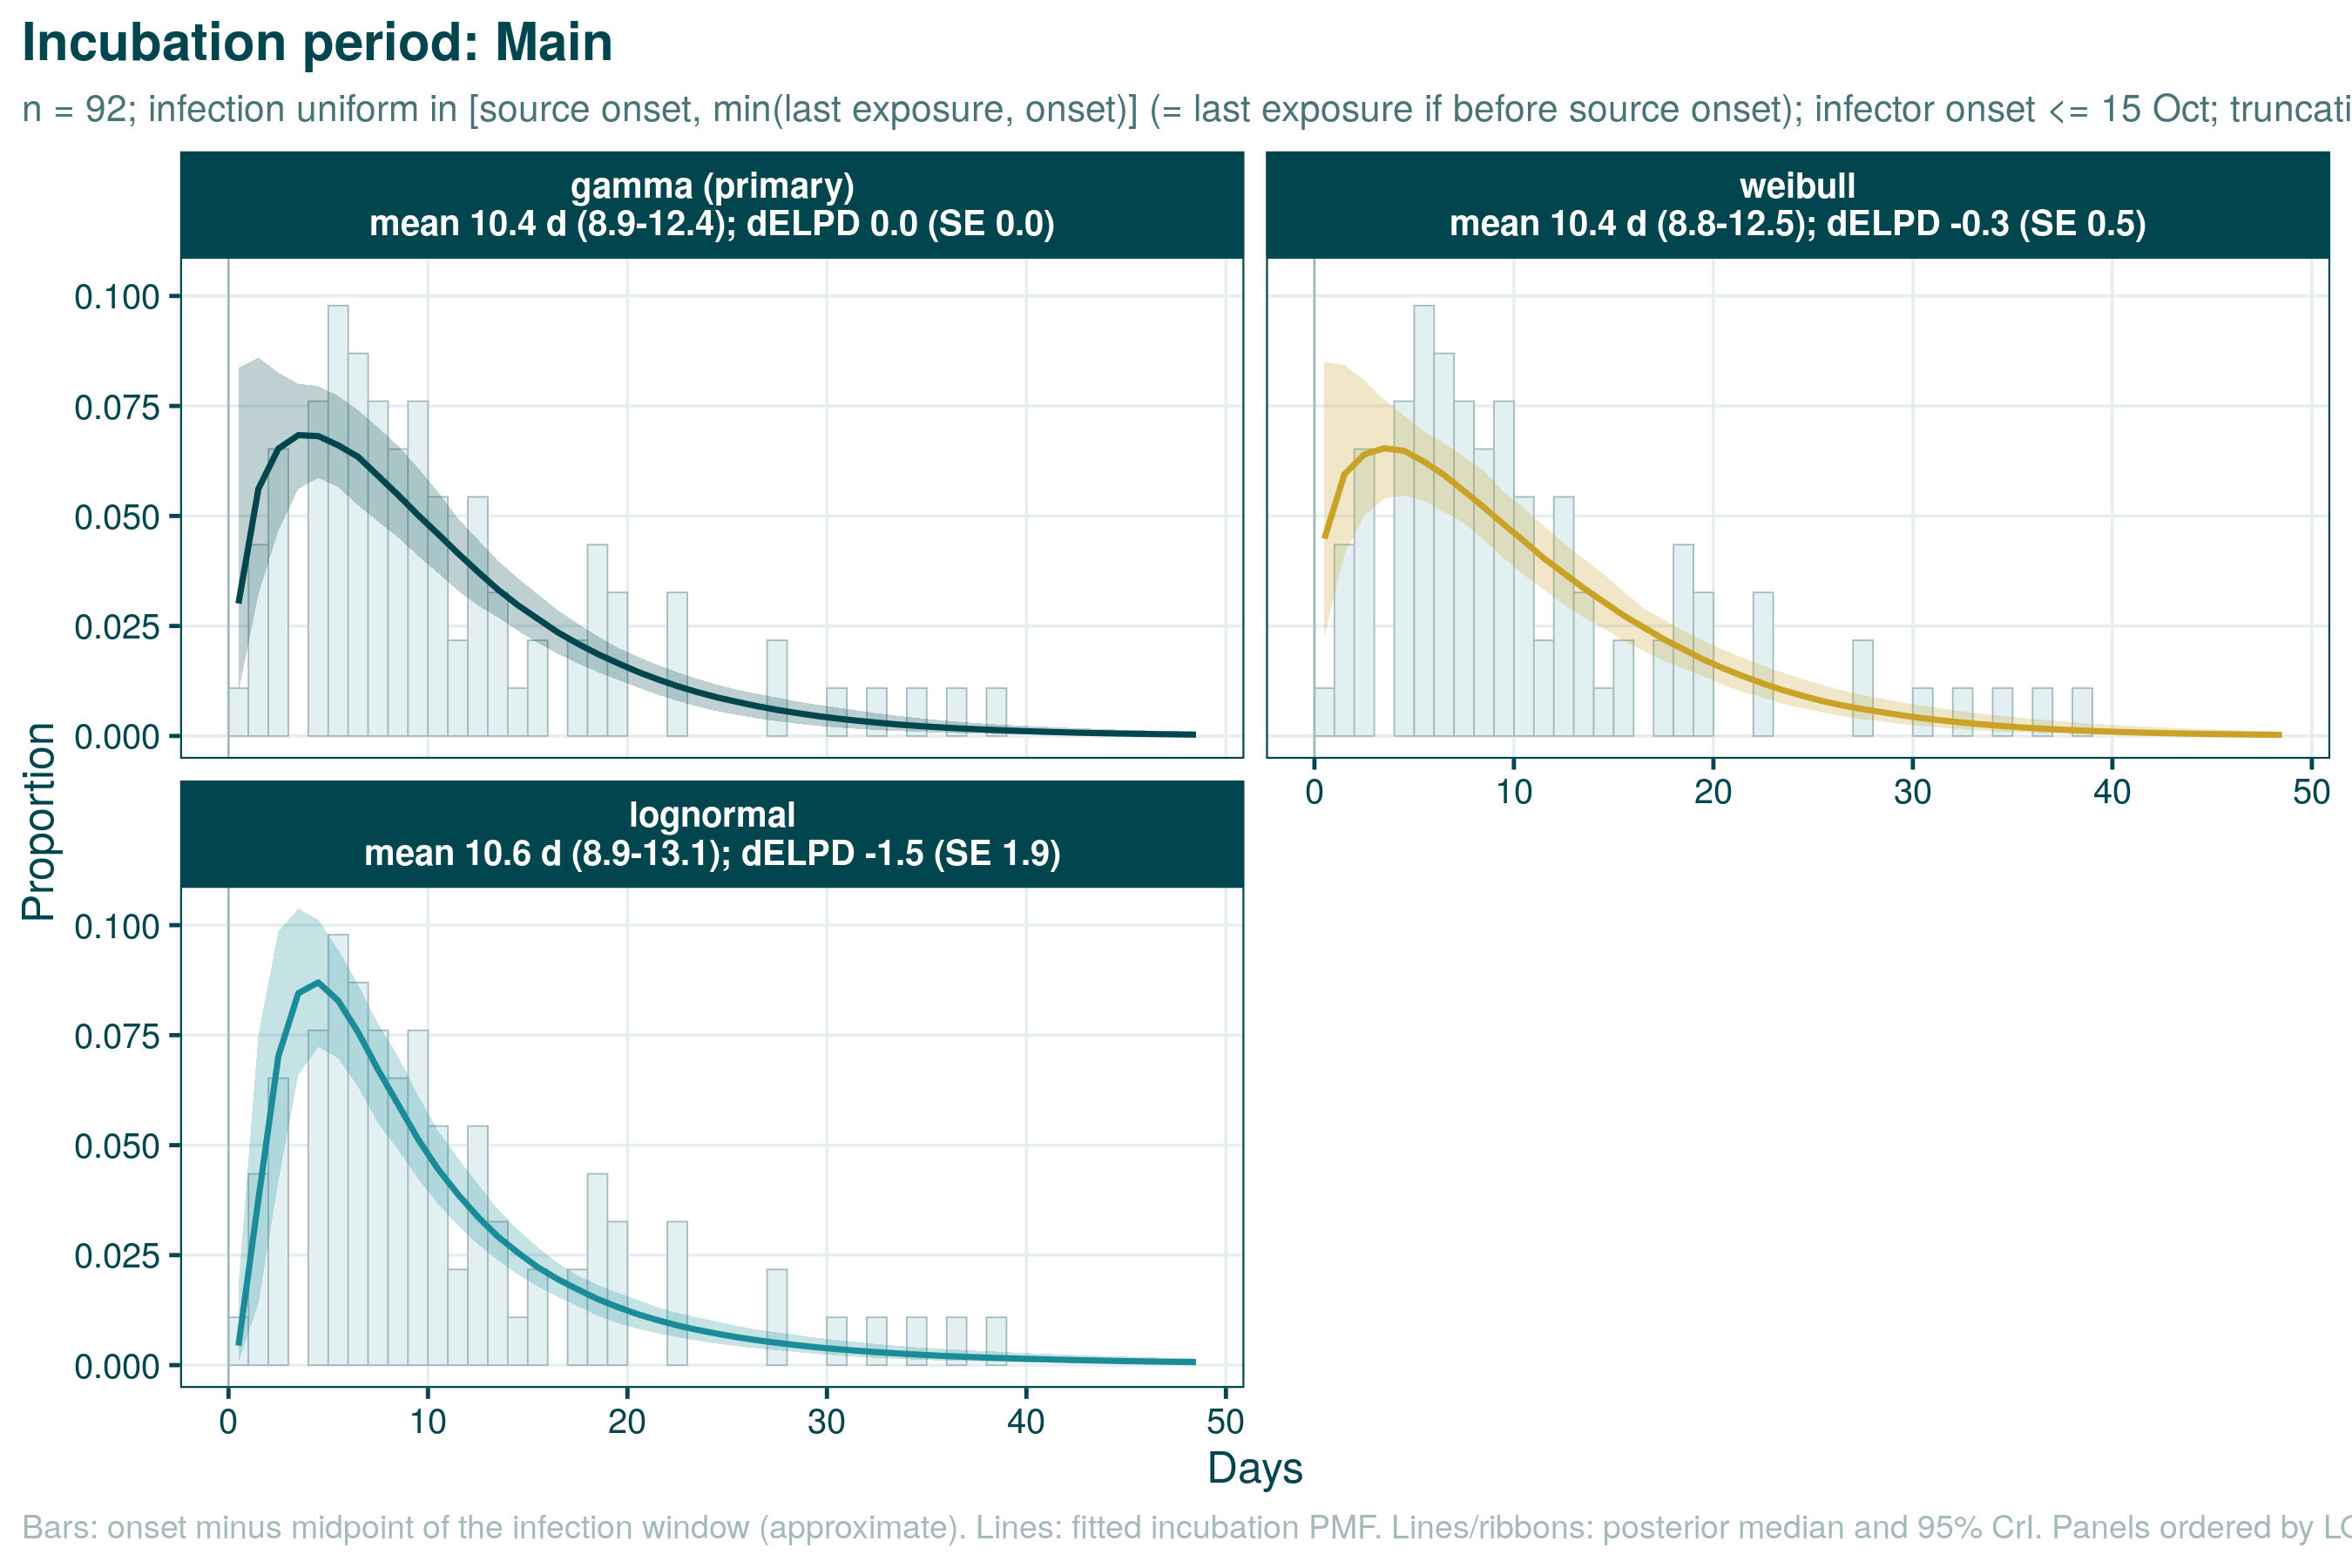 Incubation period: Main
n = 92; infection uniform in [source onset, min(last exposure, onset)] (= last exposure if before source onset); infector onset <= 15 Oct;
gamma (primary)
mean 10.4 d (8.9-12.4); dELPD 0.0 (SE 0.0)
weibull
mean 10.4 d (8.8-12.5); dELPD -0.3 (SE 0.5)
0.100
0.075
0.050
0.025
0.000
0 10 20 30 40 50
lognormal
mean 10.6 d (8.9-13.1); dELPD -1.5 (SE 1.9)
0.100
0.075
0.050
0.025
0.000
0 10 20 30 40 50
Proportion
Days
Bars: onset minus midpoint of the infection window (approximate). Lines: fitted incubation PMF. Lines/ribbons: posterior median and 95% CrI. Panels ordered by